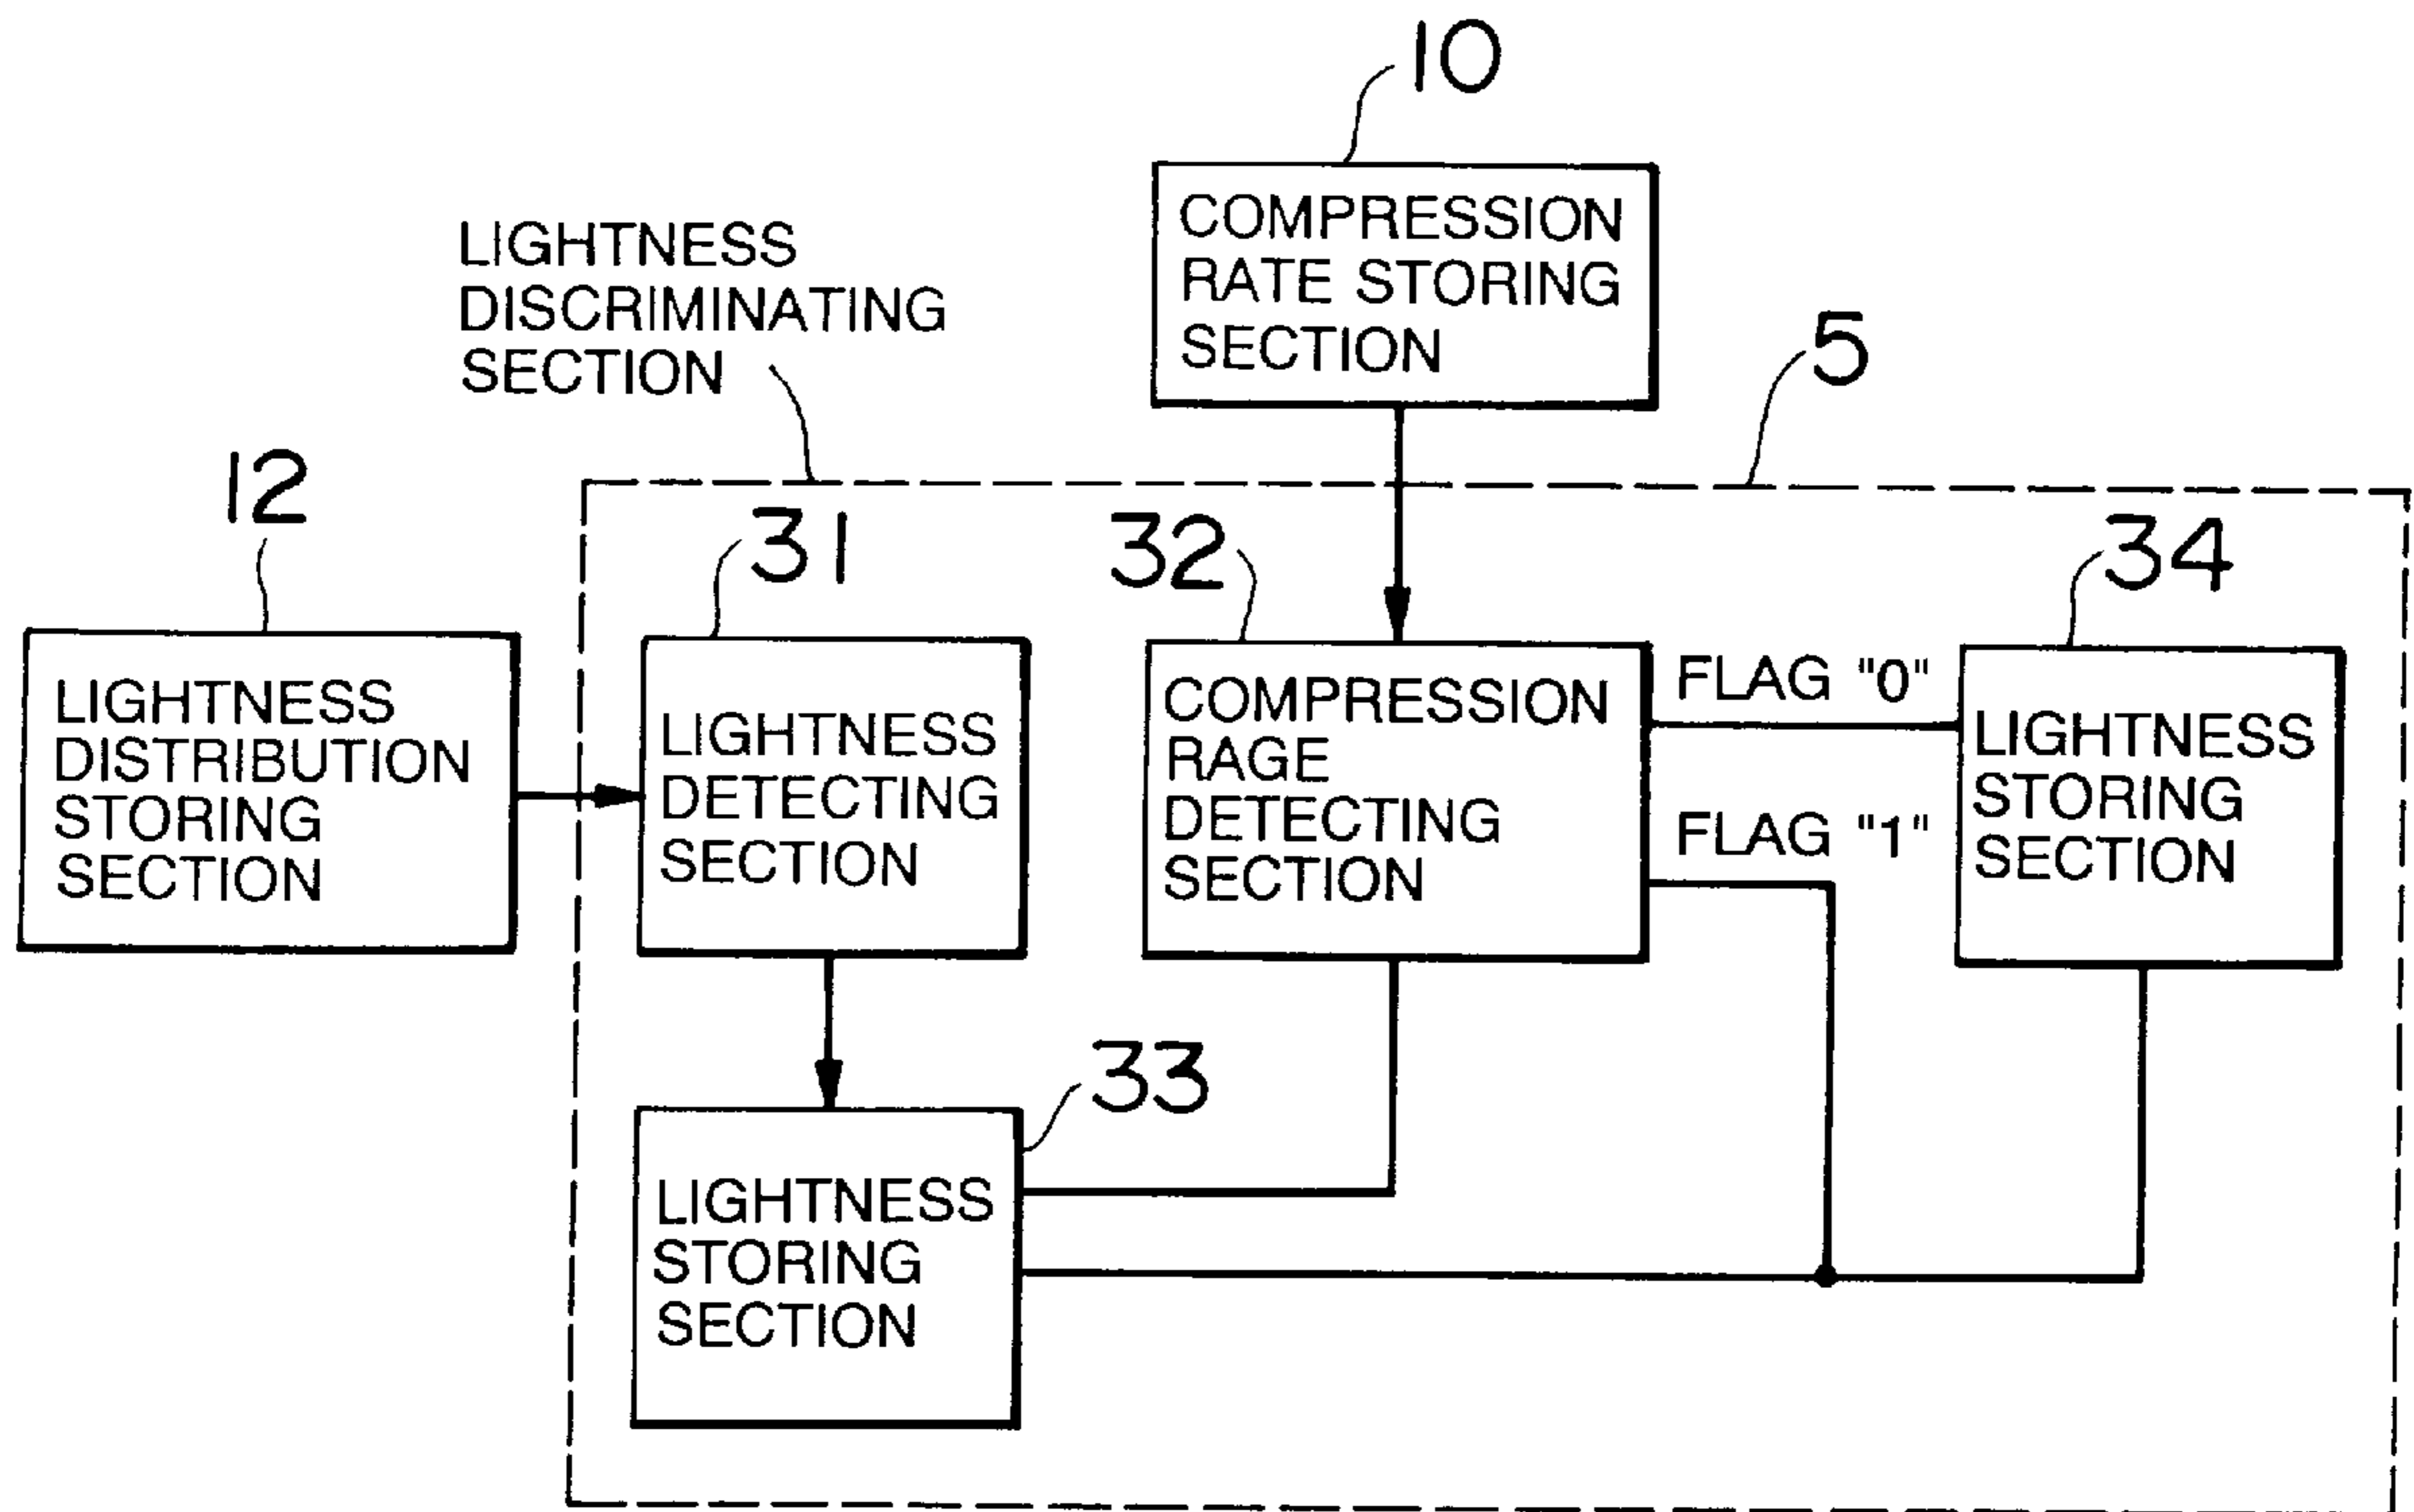 10
COMPRESSION
RATE STORING
SECTION
LIGHTNESS
DISCRIMINATING
SECTION
5
12
31
32
34
LIGHTNESS
DISTRIBUTION
STORING
SECTION
LIGHTNESS
DETECTING
SECTION
COMPRESSION
RAGE
DETECTING
SECTION
FLAG "0"
FLAG "1"
LIGHTNESS
STORING
SECTION
33
LIGHTNESS
STORING
SECTION